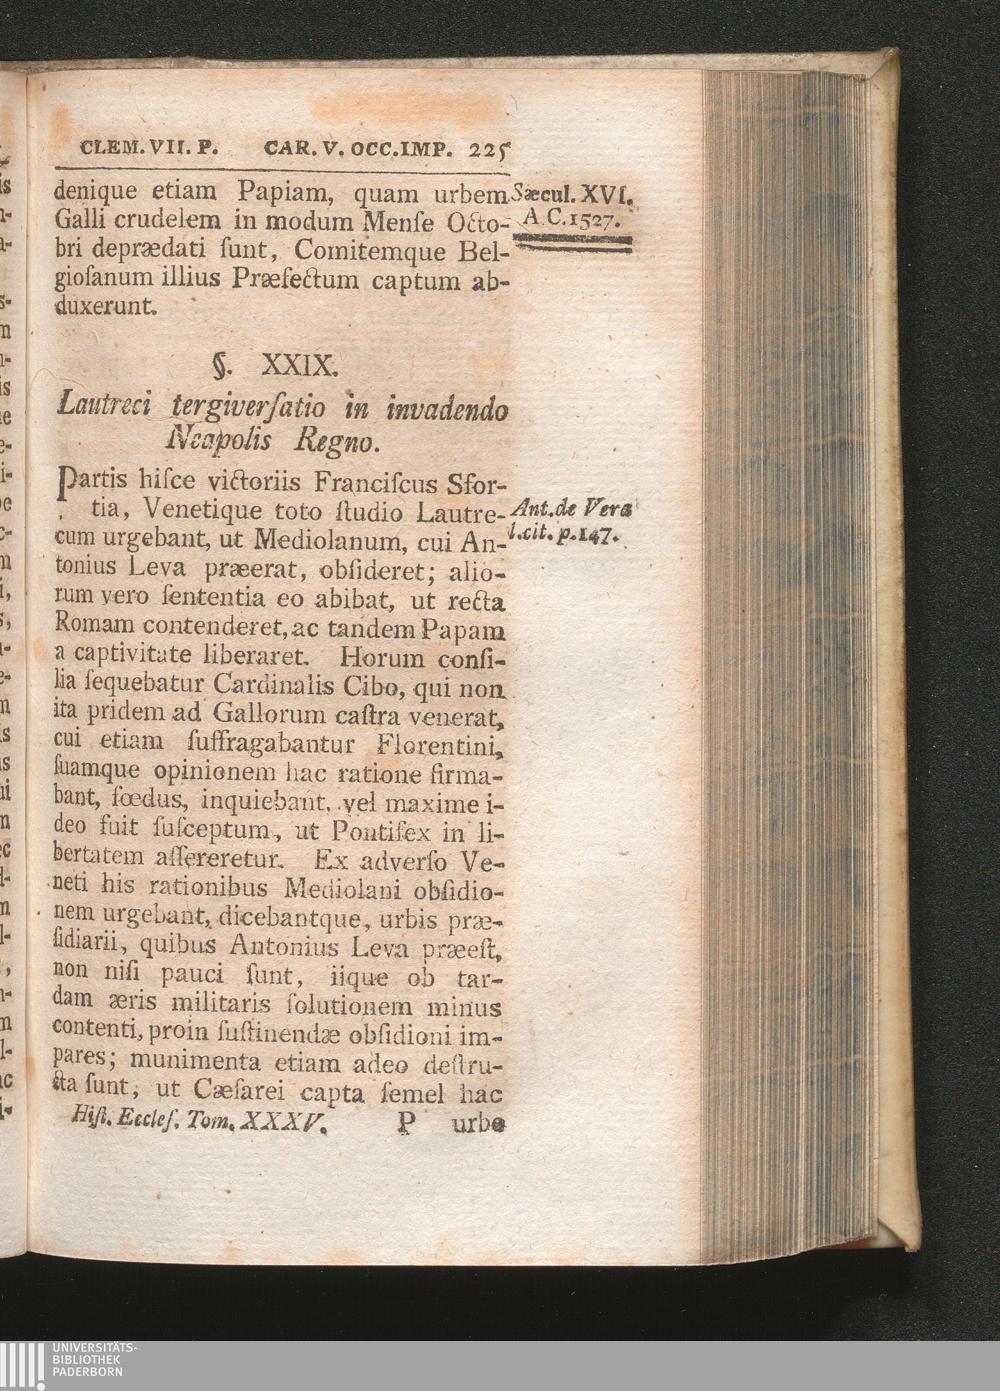 CLEM. VII. P. CAR. V. OCC. IMP. 225
denique etiam Papiam, quam urbem
Galli crudelem in modum Menſe Octo-
bri deprædati ſunt, Comitemque Bel-
gioſanum illius Præfectum captum ab-
duxerunt.
Sæcul. XVI.
A. C. 1527.
§. XXIX.
Lautreci tergiverſatio in invadendo
Neapolis Regno.
Partis hiſce victoriis Franciſcus Sfor-
tia, Venetique toto ſtudio Lautre-
cum urgebant, ut Mediolanum, cui An-
tonius Leva præerat, obſideret; alio-
rum vero ſententia eo abibat, ut recta
Romam contenderet, ac tandem Papam
a captivitate liberaret. Horum conſi-
lia ſequebatur Cardinalis Cibo, qui non
ita pridem ad Gallorum caſtra venerat,
cui etiam ſuffragabantur Florentini,
ſuamque opinionem hac ratione firma-
bant, fœdus, inquiebant, vel maxime i-
deo fuit ſuſceptum, ut Pontifex in li-
bertatem aſſereretur. Ex adverſo Ve-
neti his rationibus Mediolani obſidio-
nem urgebant, dicebantque, urbis præ-
ſidiarii, quibus Antonius Leva præeſt,
non niſi pauci ſunt, iique ob tar-
dam æris militaris ſolutionem minus
contenti, proin ſuſtinendæ obſidioni im-
pares; munimenta etiam adeo deſtru-
cta ſunt, ut Cæſarei capta ſemel hac
Ant. de Vera
l. cit. p. 147.
Hiſt. Eccleſ. Tom. XXXV. P urbe
UNIVERSITÄTS-
BIBLIOTHEK
PADERBORN